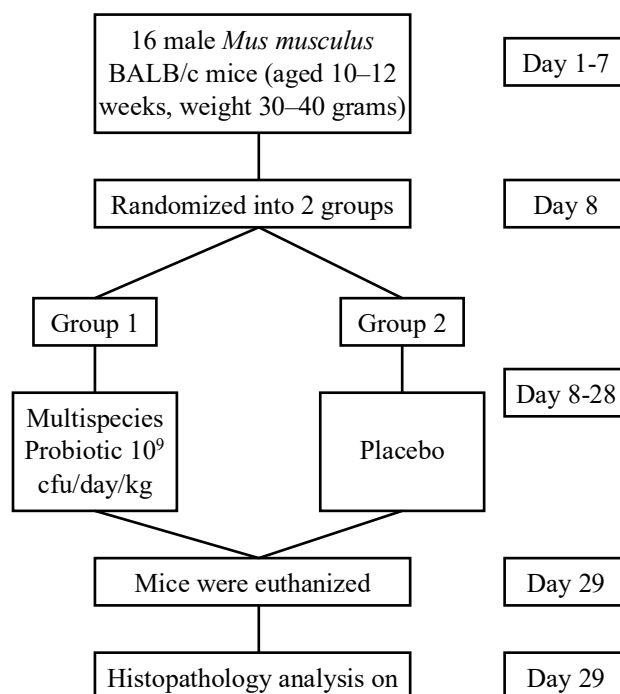 16 male Mus musculus
BALB/c mice (aged 10–12
weeks, weight 30–40 grams)
Day 1-7
Randomized into 2 groups
Day 8
Group 1
Group 2
Day 8-28
Multispecies
Probiotic 10⁹
cfu/day/kg
Placebo
Mice were euthanized
Day 29
Histopathology analysis on
Day 29